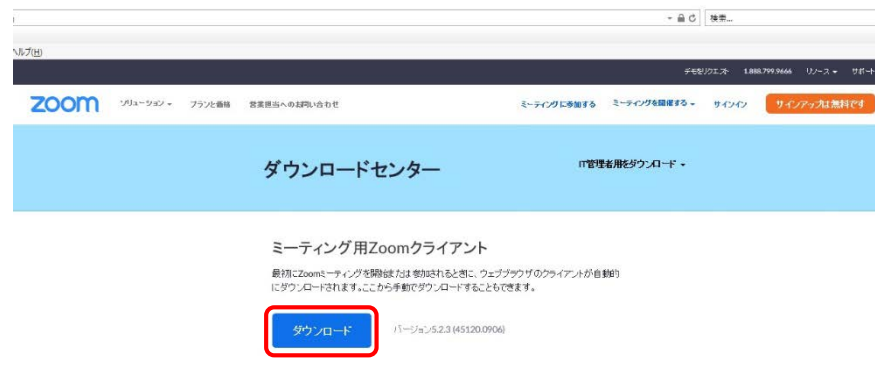 検索...
ヘルプ(H)
デモをリクエスト 1.888.799.9666 リソース サポート
zoom ソリューション プランと価格 営業担当へのお問い合わせ ミーティングに参加する ミーティングを開催する サインイン サインアップは無料です
ダウンロードセンター IT管理者用をダウンロード
ミーティング用Zoomクライアント
最初にZoomミーティングを開始または参加されるときに、ウェブブラウザのクライアントが自動的
にダウンロードされます。ここから手動でダウンロードすることもできます。
ダウンロード バージョン5.2.3 (45120.0906)